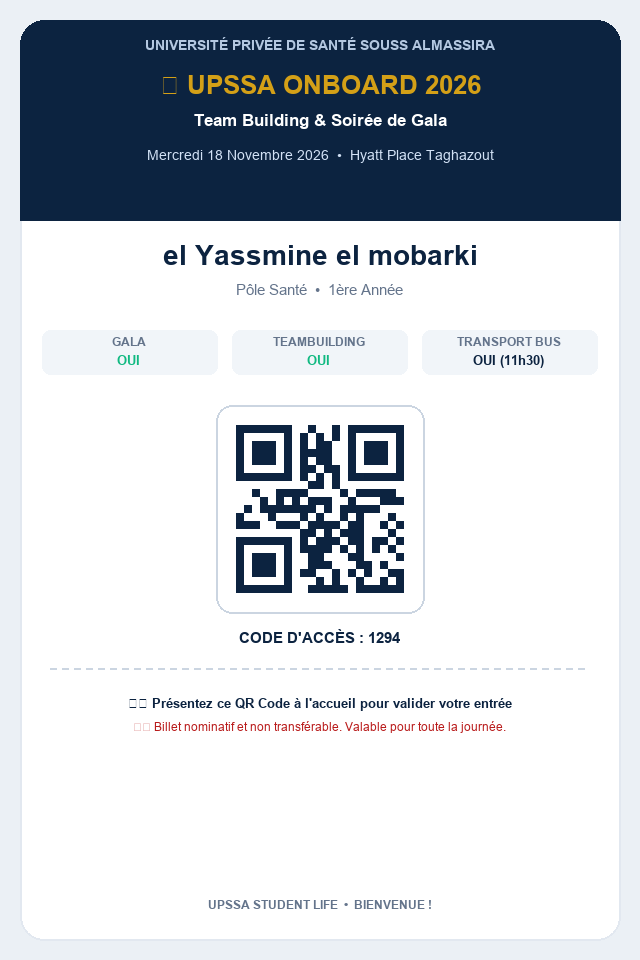 UNIVERSITÉ PRIVÉE DE SANTÉ SOUSS ALMASSIRA
UPSSA ONBOARD 2026
Team Building & Soirée de Gala
Mercredi 18 Novembre 2026 • Hyatt Place Taghazout
el Yassmine el mobarki
Pôle Santé • 1ère Année
GALA
OUI
TEAMBUILDING
OUI
TRANSPORT BUS
OUI (11h30)
CODE D'ACCÈS : 1294
Présentez ce QR Code à l'accueil pour valider votre entrée
Billet nominatif et non transférable. Valable pour toute la journée.
UPSSA STUDENT LIFE • BIENVENUE !